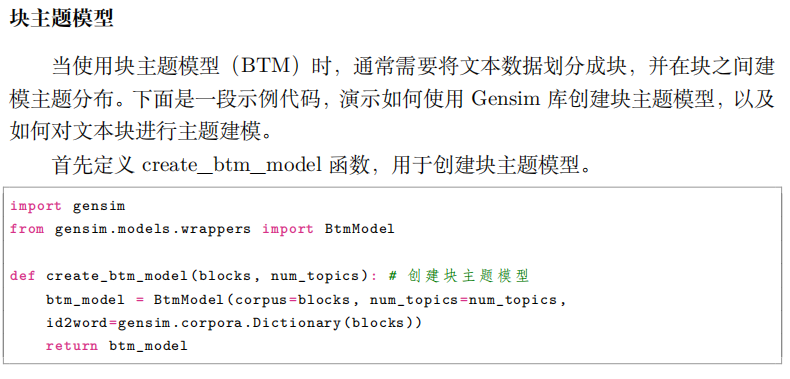 块主题模型
当使用块主题模型（BTM）时，通常需要将文本数据划分成块，并在块之间建
模主题分布。下面是一段示例代码，演示如何使用 Gensim 库创建块主题模型，以及
如何对文本块进行主题建模。
首先定义 create_btm_model 函数，用于创建块主题模型。
import gensim
from gensim.models.wrappers import BtmModel
def create_btm_model(blocks, num_topics): # 创建块主题模型
btm_model = BtmModel(corpus=blocks, num_topics=num_topics,
id2word=gensim.corpora.Dictionary(blocks))
return btm_model